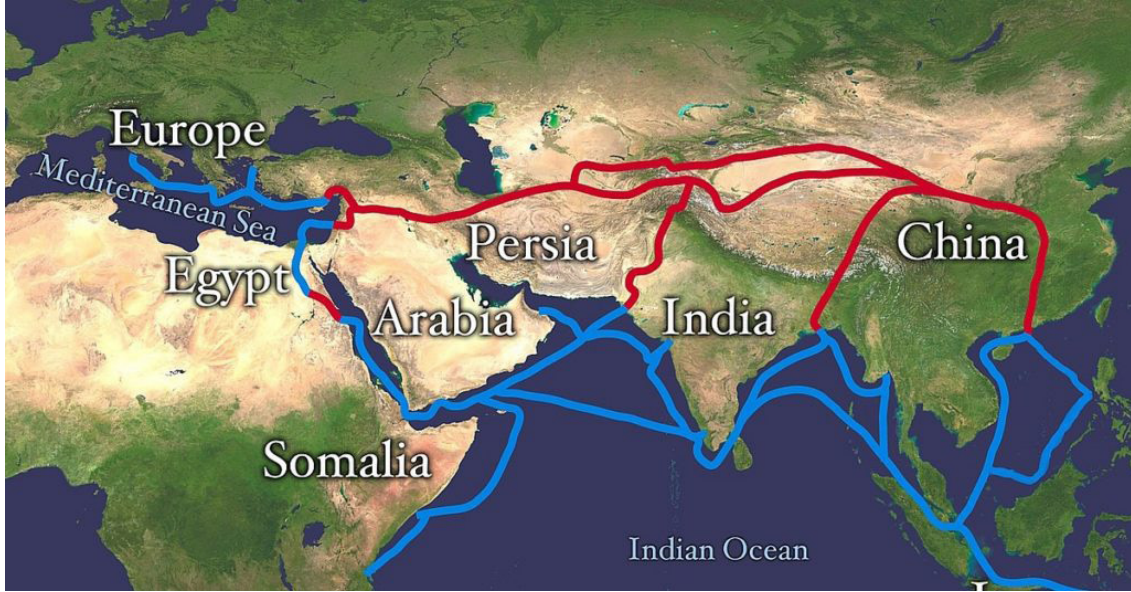 Europe
Mediterranean Sea
Egypt
Persia
China
Arabia
India
Somalia
Indian Ocean